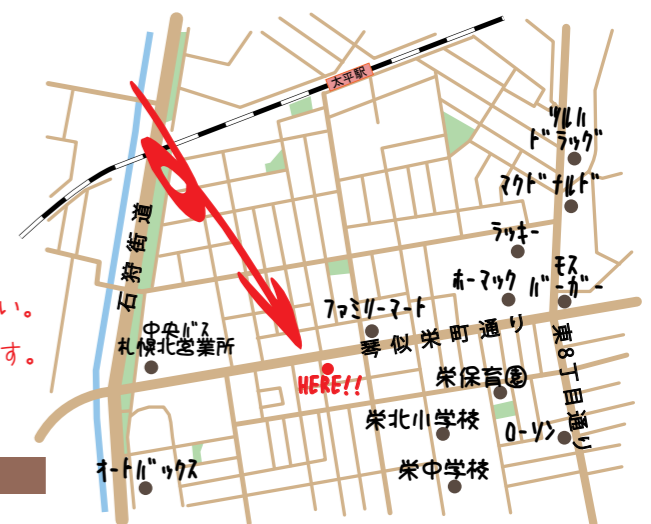 太平駅
ツルハ
ドラッグ
マクドナルド
ラッキー
モス
バーガー
ホーマック
石狩街道
ファミリーマート
い。
す。
中央バス
札幌北営業所
琴似栄町通り
東8丁目通り
HERE!!
栄保育園
栄北小学枝
ローソン
オートバックス
栄中学枝